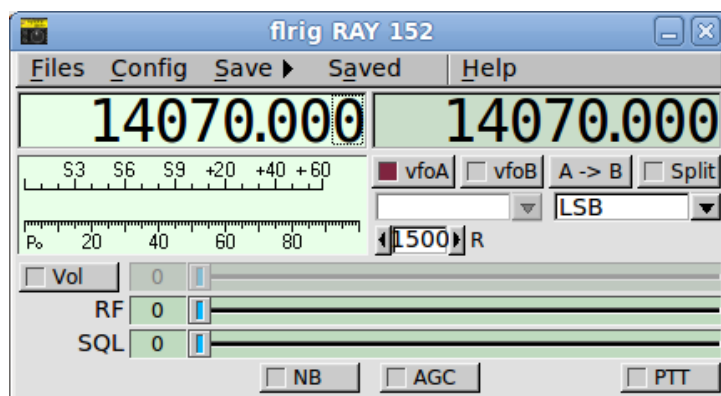 flrig RAY 152
Files Config Save Saved Help
14070.000 14070.000
S3 S6 S9 +20 +40 +60
vfoA vfoB A -> B Split
LSB
Po 20 40 60 80
1500 R
Vol 0
RF 0
SQL 0
NB AGC PTT